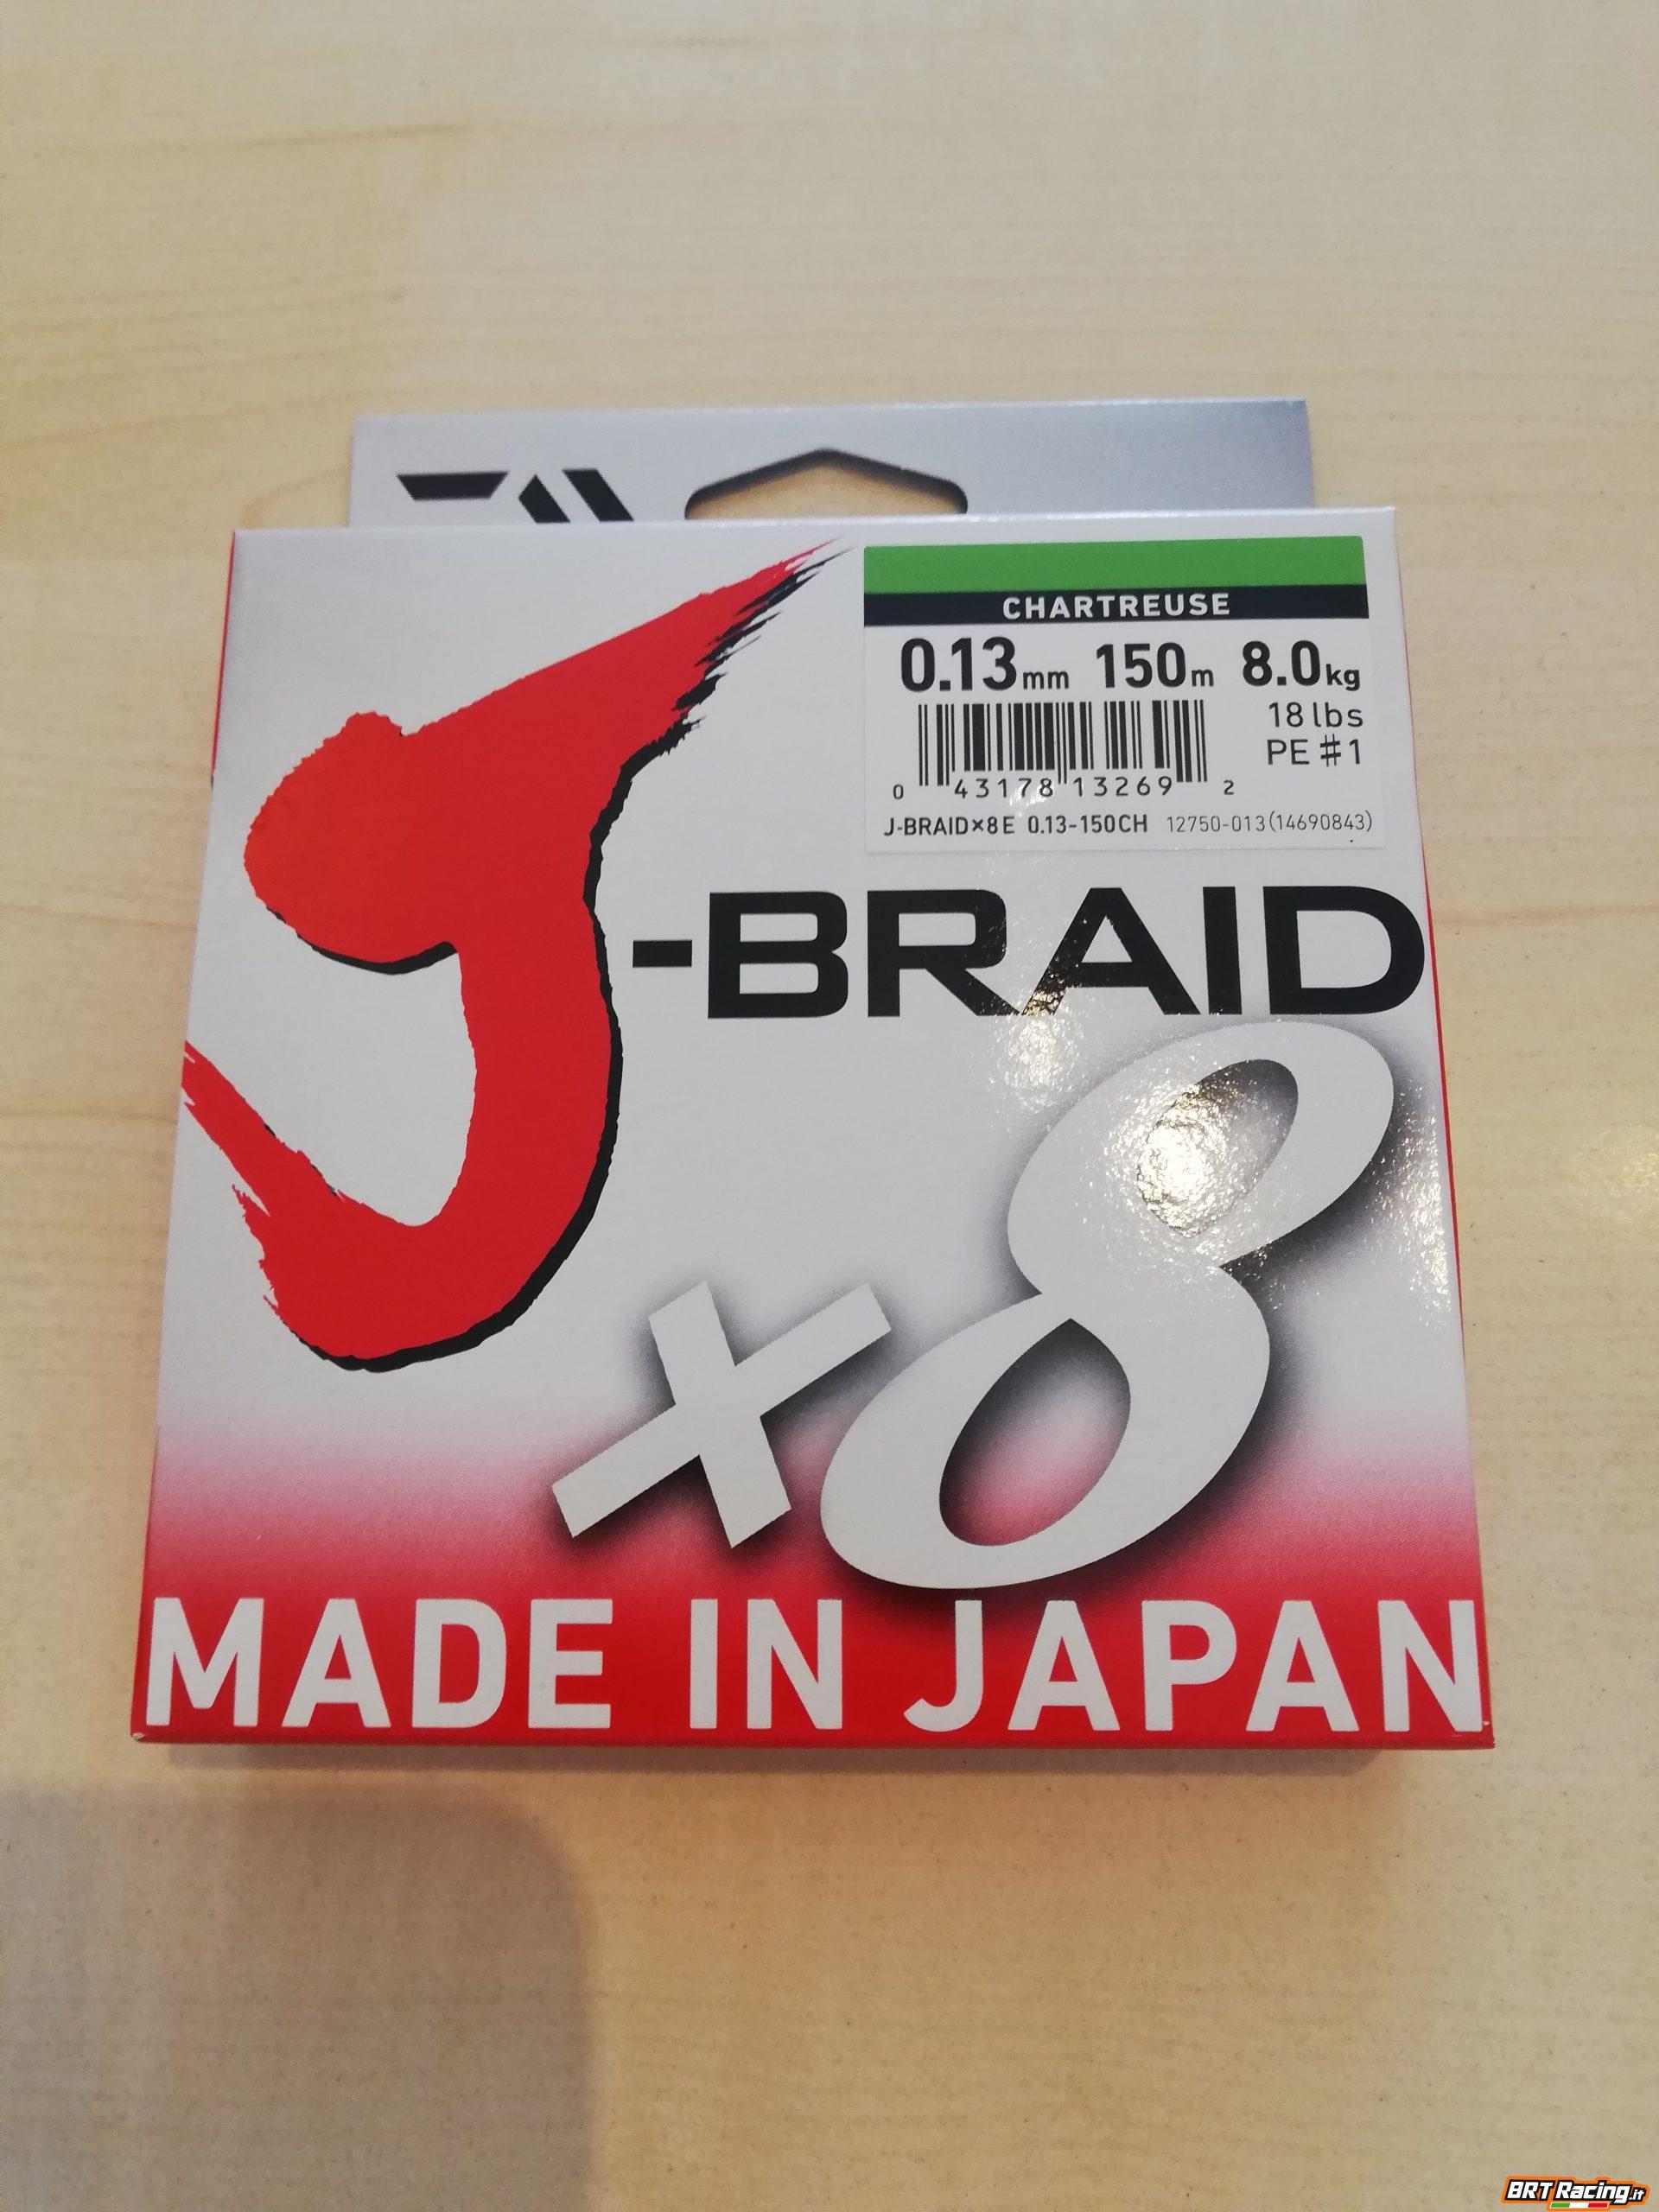 CHARTREUSE
0.13mm 150m 8.0kg
18 lbs
PE #1
0 43178 13269 2
J-BRAID×8E 0.13-150CH 12750-013(14690843)
J-BRAID
×8
MADE IN JAPAN
BRT Racing.it